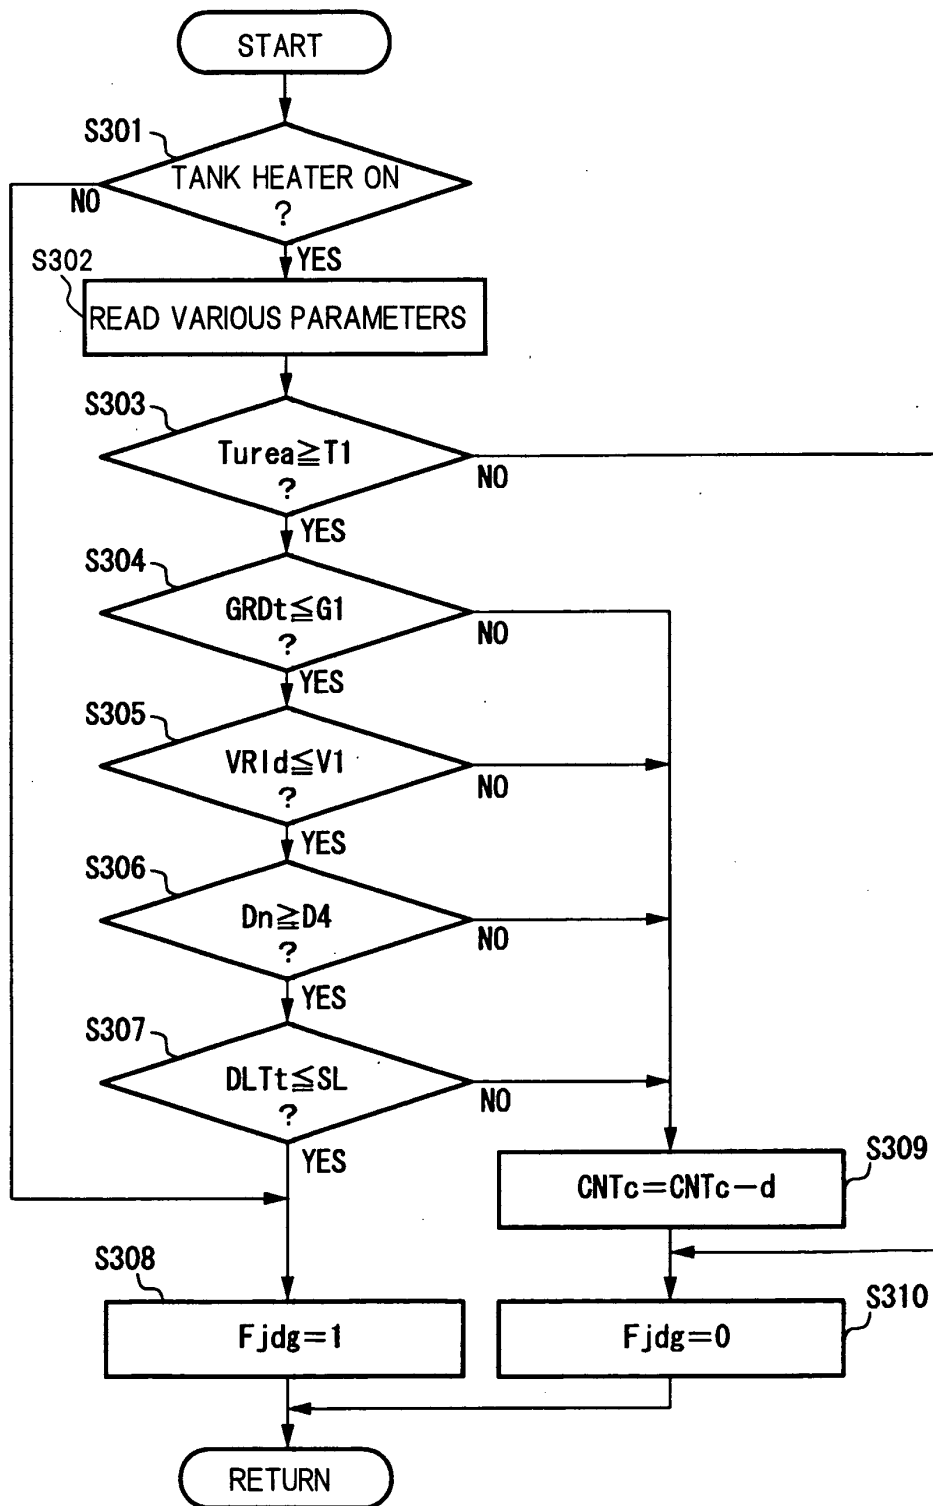 START
S301
TANK HEATER ON
?
NO
YES
S302
READ VARIOUS PARAMETERS
S303
Turea≧T1
?
NO
YES
S304
GRDt≦G1
?
NO
YES
S305
VRId≦V1
?
NO
YES
S306
Dn≧D4
?
NO
YES
S307
DLTt≦SL
?
NO
YES
S309
CNTc=CNTc−d
S308
Fjdg=1
S310
Fjdg=0
RETURN